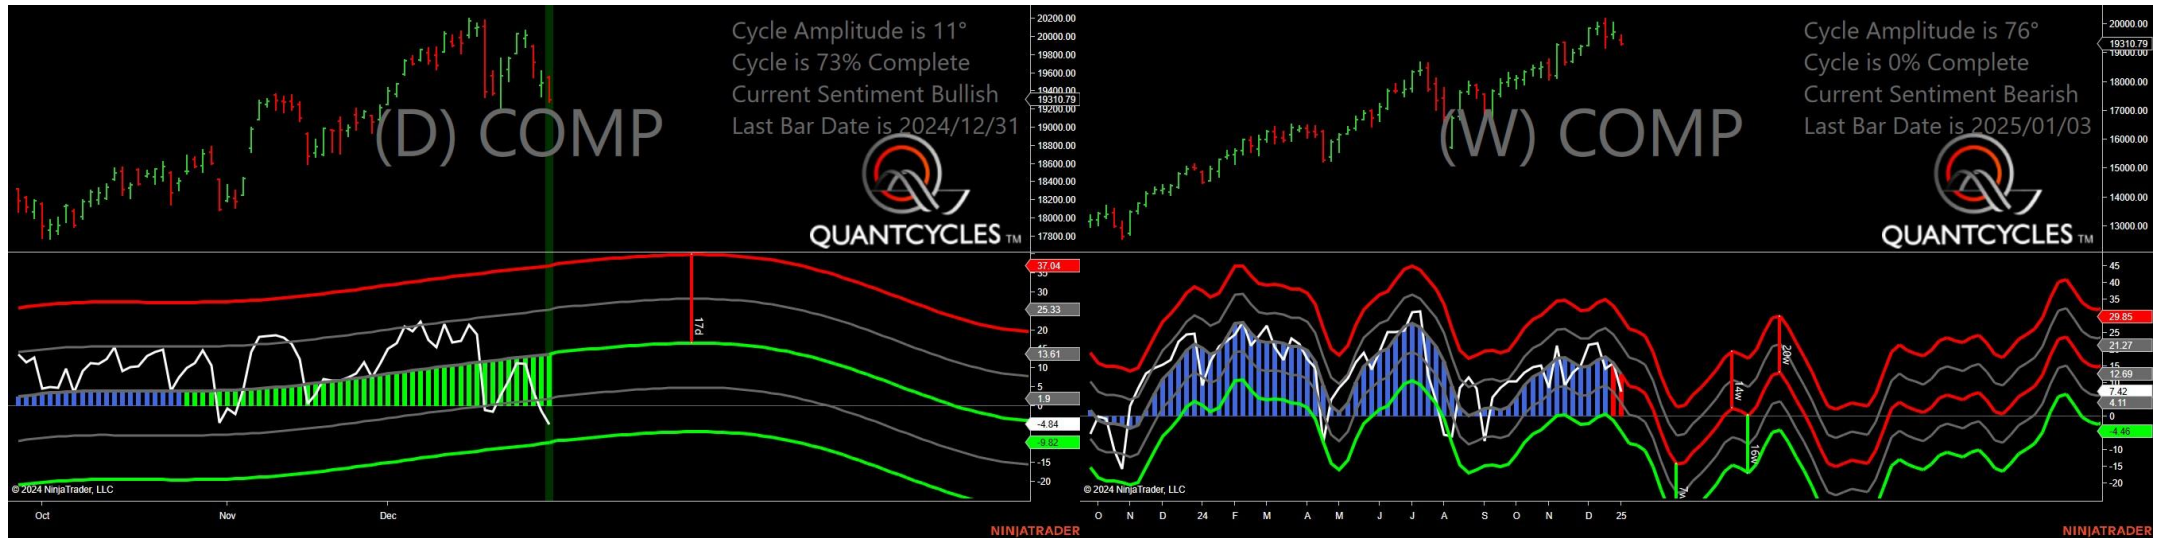 Cycle Amplitude is 11°
Cycle is 73% Complete
Current Sentiment Bullish
Last Bar Date is 2024/12/31
(D) COMP
QUANTCYCLES TM
20200.00
20000.00
19800.00
19600.00
19400.00
19310.79
19200.00
19000.00
18800.00
18600.00
18400.00
18200.00
18000.00
17800.00
37.04
35
30
25.33
20
15
13.61
10
5
1.9
0
-4.84
-9.82
-15
-20
17d
© 2024 NinjaTrader, LLC
Oct Nov Dec
NINJATRADER
Cycle Amplitude is 76°
Cycle is 0% Complete
Current Sentiment Bearish
Last Bar Date is 2025/01/03
(W) COMP
QUANTCYCLES TM
20000.00
19310.79
19000.00
18000.00
17000.00
16000.00
15000.00
14000.00
13000.00
45
40
35
29.85
25
21.27
15
12.69
10
7.42
4.11
0
-4.46
-10
-15
-20
7w
14w
16w
20w
© 2024 NinjaTrader, LLC
O N D 24 F M A M J J A S O N D 25
NINJATRADER